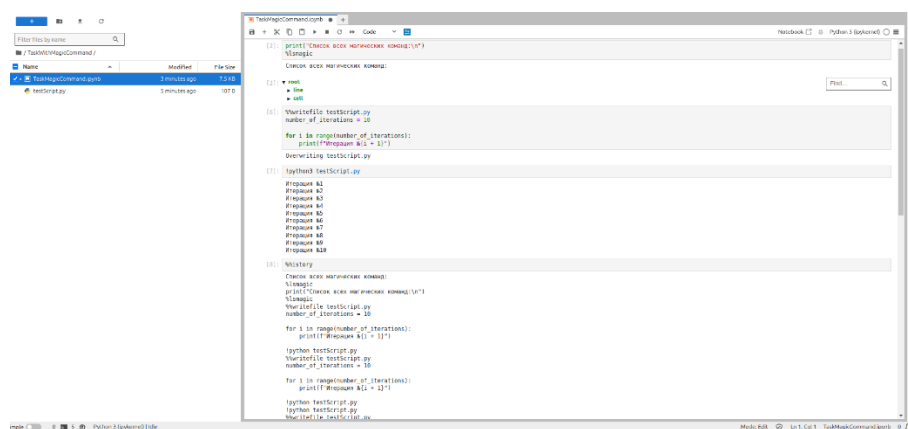 TaskMagicCommand.ipynb
+
Filter files by name
Code
Notebook
Python 3 (ipykernel)
/ TaskWithMagicCommand /
Name Modified File Size
TaskMagicCommand.ipynb 3 minutes ago 7.5 KB
testScript.py 5 minutes ago 107 B
print("Список всех магических команд:\n")
%lsmagic
Список всех магических команд:
root
line
cell
Find...
%%writefile testScript.py
number_of_iterations = 10
for i in range(number_of_iterations):
print(f"Итерация №{i + 1}")
Overwriting testScript.py
[7]: !python3 testScript.py
Итерация №1
Итерация №2
Итерация №3
Итерация №4
Итерация №5
Итерация №6
Итерация №7
Итерация №8
Итерация №9
Итерация №10
%history
Список всех магических команд:
%lsmagic
print("Список всех магических команд:\n")
%lsmagic
%%writefile testScript.py
number_of_iterations = 10
for i in range(number_of_iterations):
print(f"Итерация №{i + 1}")
!python testScript.py
%%writefile testScript.py
number_of_iterations = 10
for i in range(number_of_iterations):
print(f"Итерация №{i + 1}")
!python testScript.py
!python testScript.py
%%writefile testScript.py
Python 3 (ipykernel) | Idle
Mode: Edit
Ln 1, Col 1
TaskMagicCommand.ipynb